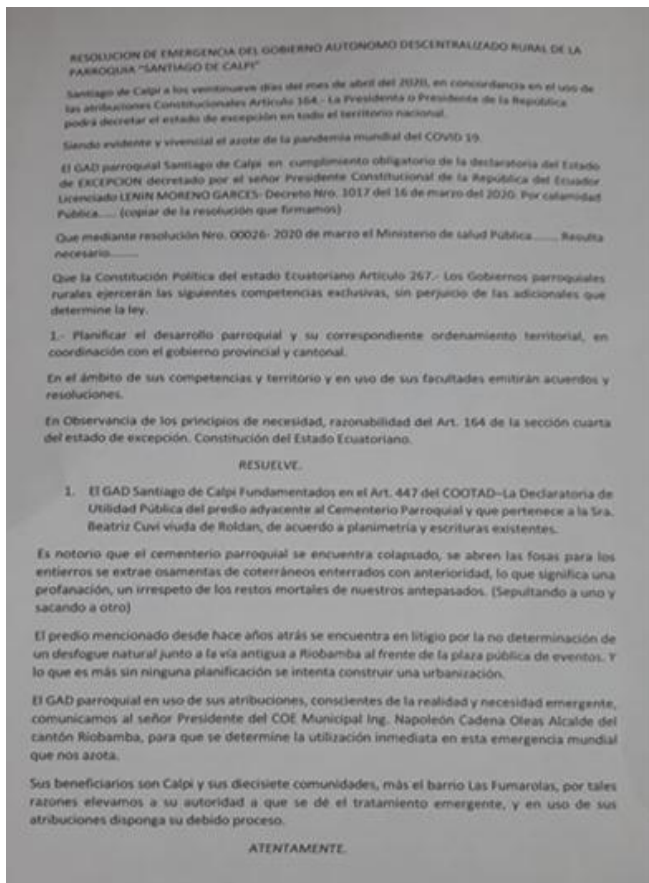 RESOLUCION DE EMERGENCIA DEL GOBIERNO AUTONOMO DESCENTRALIZADO RURAL DE LA
PARROQUIA "SANTIAGO DE CALPI"
Santiago de Calpi a los veintinueve días del mes de abril del 2020, en concordancia en el uso de
las atribuciones Constitucionales Artículo 164.- La Presidenta o Presidente de la República
podrá decretar el estado de excepción en todo el territorio nacional.
Siendo evidente y vivencial el azote de la pandemia mundial del COVID 19.
El GAD parroquial Santiago de Calpi en cumplimiento obligatorio de la declaratoria del Estado
de EXCEPCION decretado por el señor Presidente Constitucional de la República del Ecuador
Licenciado LENIN MORENO GARCES- Decreto Nro. 1017 del 16 de marzo del 2020. Por calamidad
Pública..... (copiar de la resolución que firmamos)
Que mediante resolución Nro. 00026- 2020 de marzo el Ministerio de salud Pública........ Resulta
necesario.........
Que la Constitución Política del estado Ecuatoriano Artículo 267.- Los Gobiernos parroquiales
rurales ejercerán las siguientes competencias exclusivas, sin perjuicio de las adicionales que
determine la ley.
1.- Planificar el desarrollo parroquial y su correspondiente ordenamiento territorial, en
coordinación con el gobierno provincial y cantonal.
En el ámbito de sus competencias y territorio y en uso de sus facultades emitirán acuerdos y
resoluciones.
En Observancia de los principios de necesidad, razonabilidad del Art. 164 de la sección cuarta
del estado de excepción. Constitución del Estado Ecuatoriano.
RESUELVE.
1. El GAD Santiago de Calpi Fundamentados en el Art. 447 del COOTAD–La Declaratoria de
Utilidad Pública del predio adyacente al Cementerio Parroquial y que pertenece a la Sra.
Beatriz Cuvi viuda de Roldan, de acuerdo a planimetría y escrituras existentes.
Es notorio que el cementerio parroquial se encuentra colapsado, se abren las fosas para los
entierros se extrae osamentas de coterráneos enterrados con anterioridad, lo que significa una
profanación, un irrespeto de los restos mortales de nuestros antepasados. (Sepultando a uno y
sacando a otro)
El predio mencionado desde hace años atrás se encuentra en litigio por la no determinación de
un desfogue natural junto a la vía antigua a Riobamba al frente de la plaza pública de eventos. Y
lo que es más sin ninguna planificación se intenta construir una urbanización.
El GAD parroquial en uso de sus atribuciones, conscientes de la realidad y necesidad emergente,
comunicamos al señor Presidente del COE Municipal Ing. Napoleón Cadena Oleas Alcalde del
cantón Riobamba, para que se determine la utilización inmediata en esta emergencia mundial
que nos azota.
Sus beneficiarios son Calpi y sus diecisiete comunidades, más el barrio Las Fumarolas, por tales
razones elevamos a su autoridad a que se dé el tratamiento emergente, y en uso de sus
atribuciones disponga su debido proceso.
ATENTAMENTE.